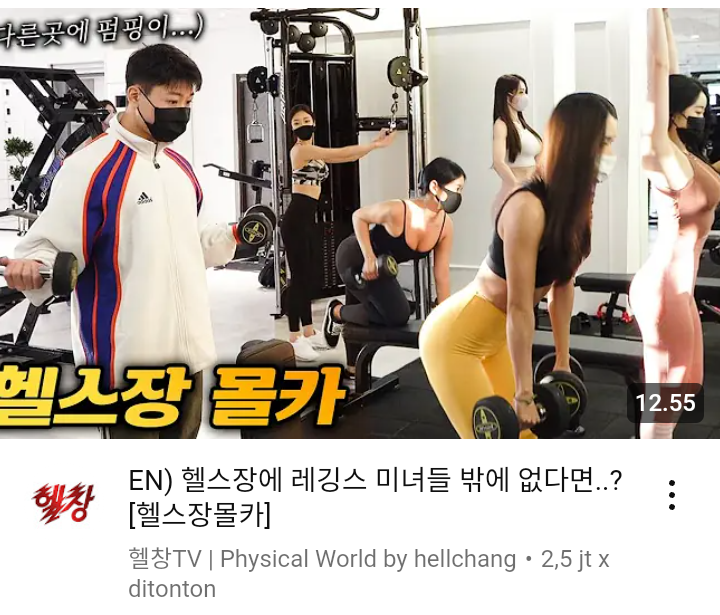 다른곳에 펌핑이...)
adidas
헬스장 몰카
12.55
헬창
EN) 헬스장에 레깅스 미녀들 밖에 없다면..?
[헬스장몰카]
헬창TV | Physical World by hellchang • 2,5 jt x
ditonton